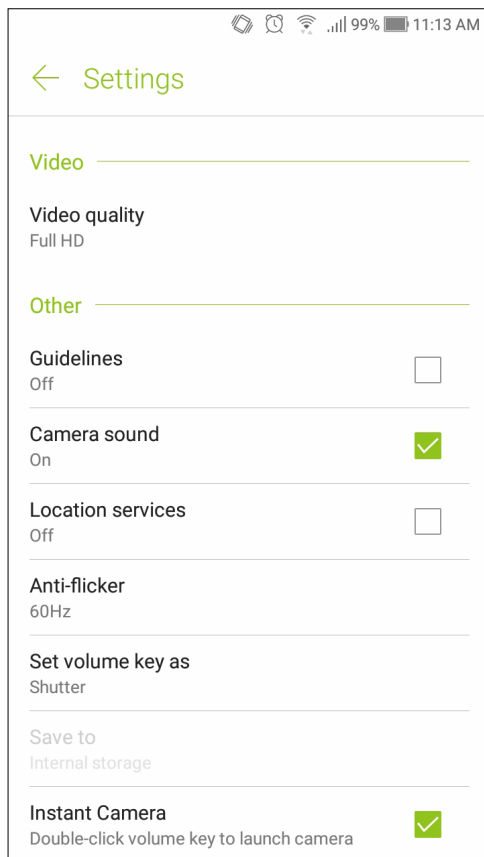 99% 11:13 AM
Settings
Video
Video quality
Full HD
Other
Guidelines
Off
Camera sound
On
Location services
Off
Anti-flicker
60Hz
Set volume key as
Shutter
Save to
Internal storage
Instant Camera
Double-click volume key to launch camera